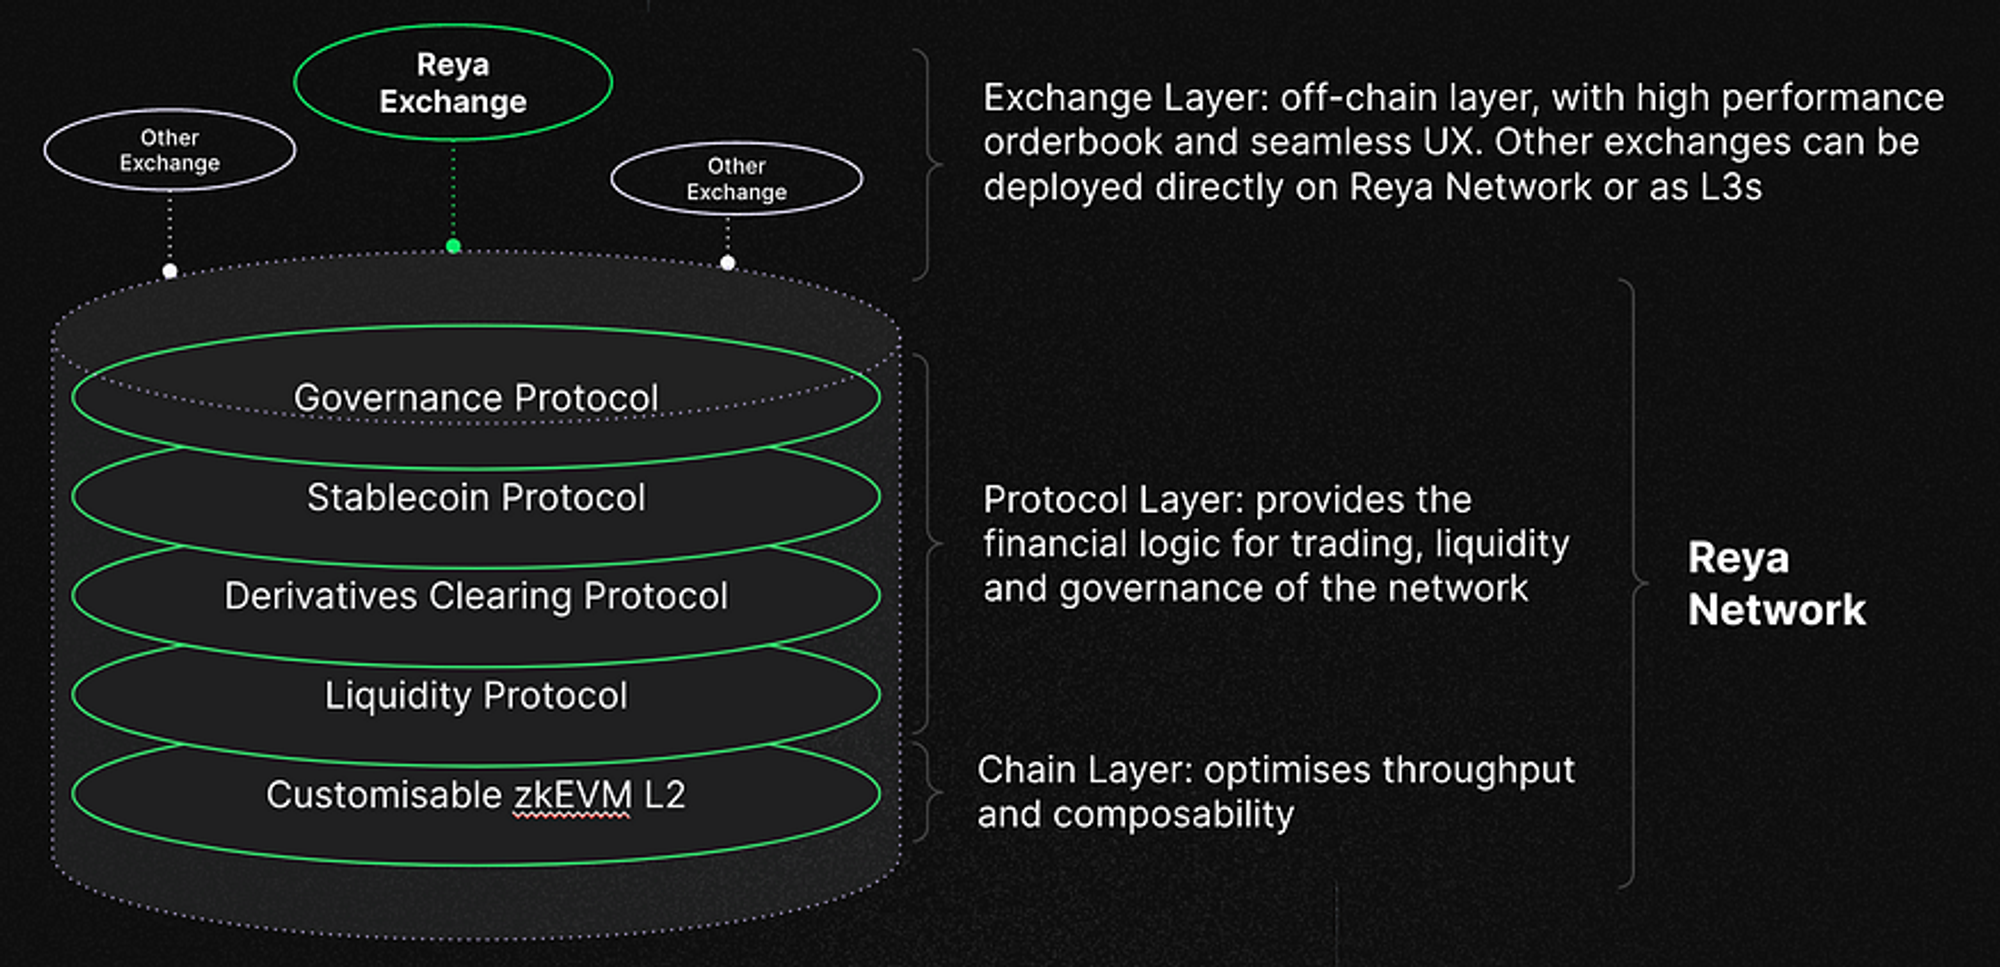 Reya
Exchange
Other
Exchange
Other
Exchange
Exchange Layer: off-chain layer, with high performance
orderbook and seamless UX. Other exchanges can be
deployed directly on Reya Network or as L3s
Governance Protocol
Stablecoin Protocol
Derivatives Clearing Protocol
Liquidity Protocol
Customisable zkEVM L2
Protocol Layer: provides the
financial logic for trading, liquidity
and governance of the network
Chain Layer: optimises throughput
and composability
Reya
Network